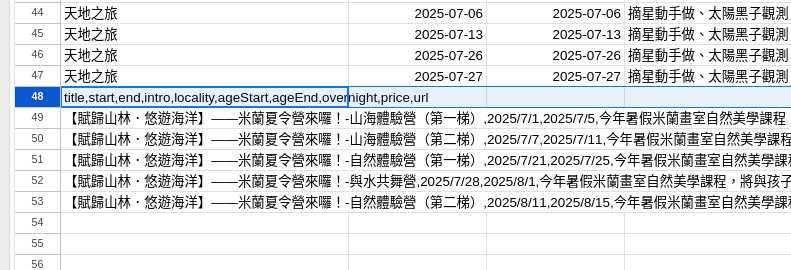 44 天地之旅 2025-07-06 2025-07-06 摘星動手做、太陽黑子觀測
45 天地之旅 2025-07-13 2025-07-13 摘星動手做、太陽黑子觀測
46 天地之旅 2025-07-26 2025-07-26 摘星動手做、太陽黑子觀測
47 天地之旅 2025-07-27 2025-07-27 摘星動手做、太陽黑子觀測
48 title,start,end,intro,locality,ageStart,ageEnd,overnight,price,url
49 【賦歸山林．悠遊海洋】——米蘭夏令營來囉！-山海體驗營（第一梯）,2025/7/1,2025/7/5,今年暑假米蘭畫室自然美學課程
50 【賦歸山林．悠遊海洋】——米蘭夏令營來囉！-山海體驗營（第二梯）,2025/7/7,2025/7/11,今年暑假米蘭畫室自然美學課程
51 【賦歸山林．悠遊海洋】——米蘭夏令營來囉！-自然體驗營（第一梯）,2025/7/21,2025/7/25,今年暑假米蘭畫室自然美學課程
52 【賦歸山林．悠遊海洋】——米蘭夏令營來囉！-與水共舞營,2025/7/28,2025/8/1,今年暑假米蘭畫室自然美學課程，將與孩子
53 【賦歸山林．悠遊海洋】——米蘭夏令營來囉！-自然體驗營（第二梯）,2025/8/11,2025/8/15,今年暑假米蘭畫室自然美學課程
54
55
56